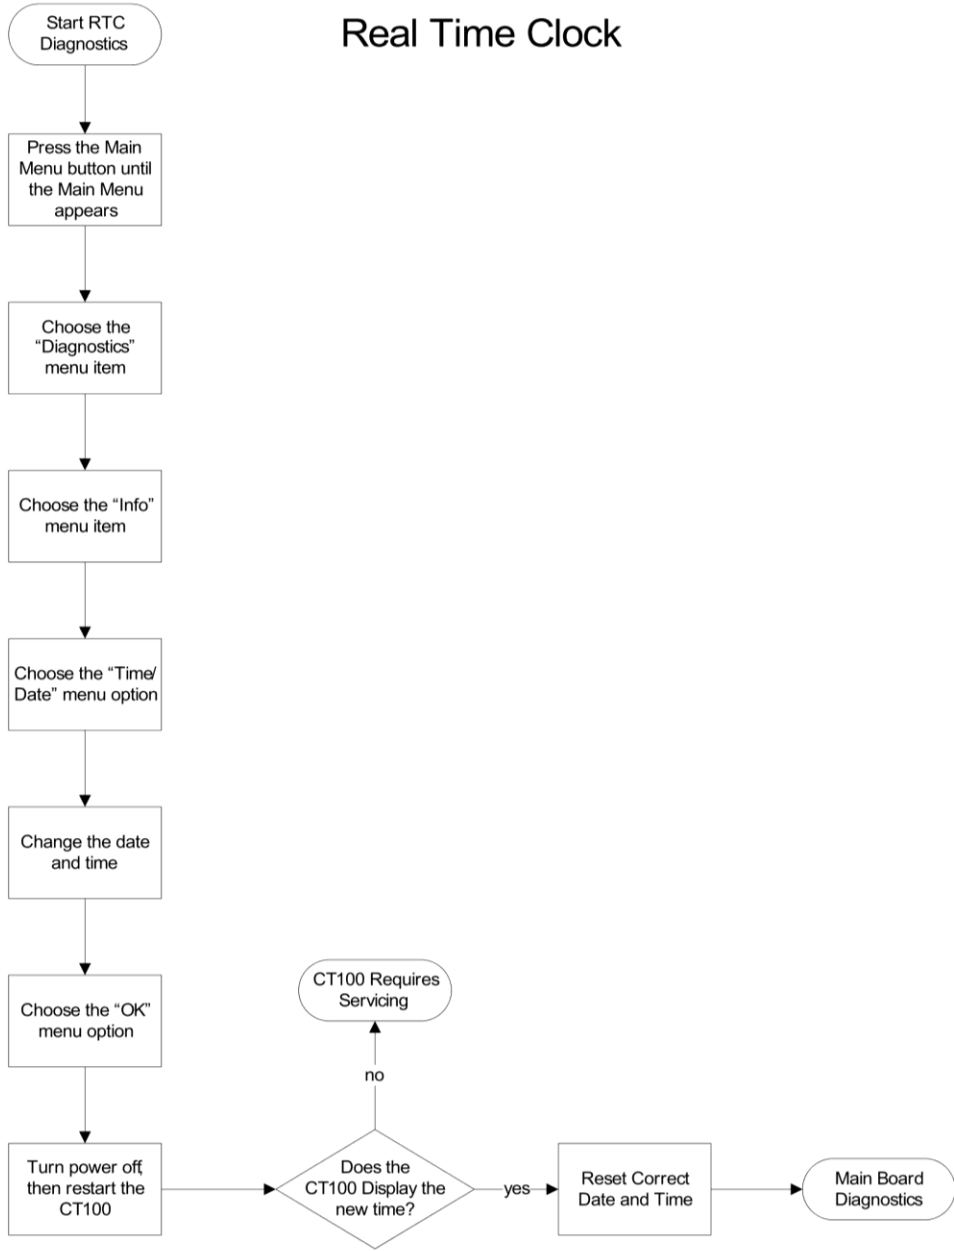 Real Time Clock
Start RTC
Diagnostics
Press the Main
Menu button until
the Main Menu
appears
Choose the
“Diagnostics”
menu item
Choose the “Info”
menu item
Choose the “Time/
Date” menu option
Change the date
and time
Choose the “OK”
menu option
Turn power off,
then restart the
CT100
Does the
CT100 Display the
new time?
no
CT100 Requires
Servicing
yes
Reset Correct
Date and Time
Main Board
Diagnostics